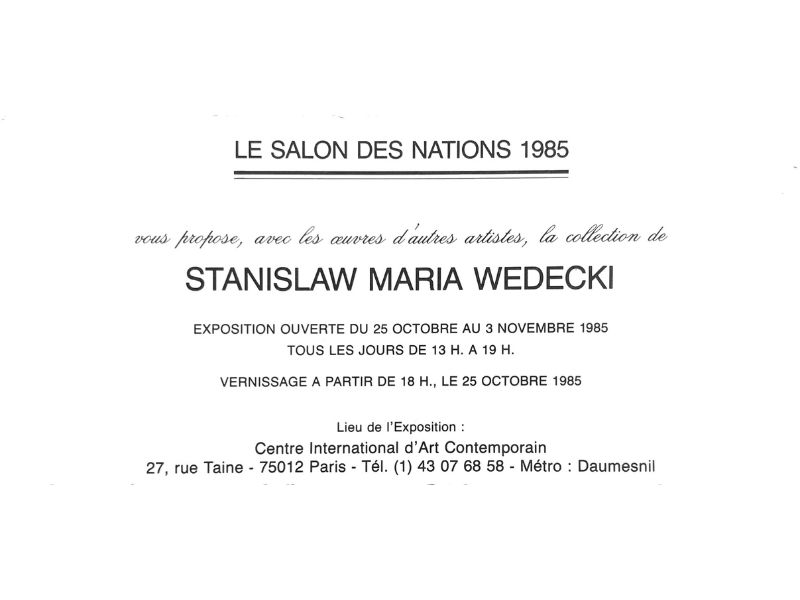 LE SALON DES NATIONS 1985
vous propose, avec les œuvres d'autres artistes, la collection de
STANISLAW MARIA WEDECKI
EXPOSITION OUVERTE DU 25 OCTOBRE AU 3 NOVEMBRE 1985
TOUS LES JOURS DE 13 H. A 19 H.
VERNISSAGE A PARTIR DE 18 H., LE 25 OCTOBRE 1985
Lieu de l'Exposition :
Centre International d'Art Contemporain
27, rue Taine - 75012 Paris - Tél. (1) 43 07 68 58 - Métro : Daumesnil